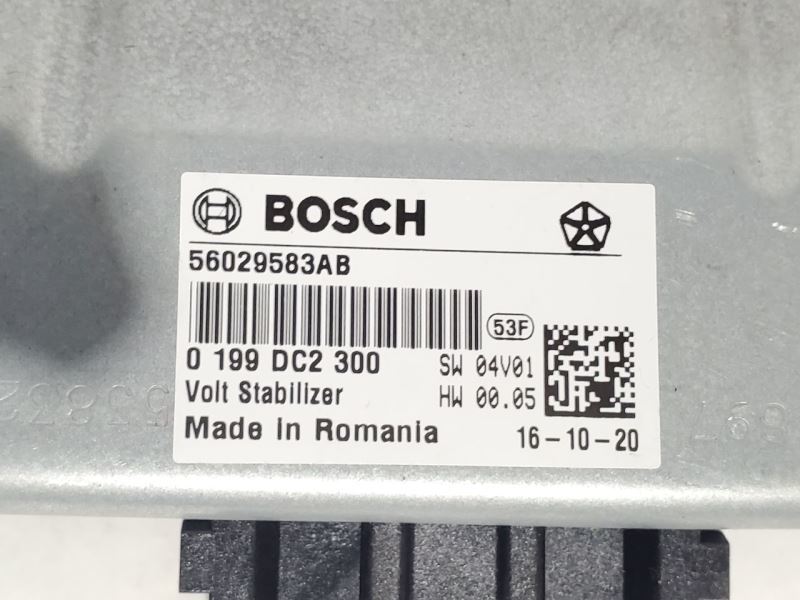 BOSCH
56029583AB
53F
0 199 DC2 300 SW 04V01
Volt Stabilizer HW 00.05
Made in Romania 16-10-20